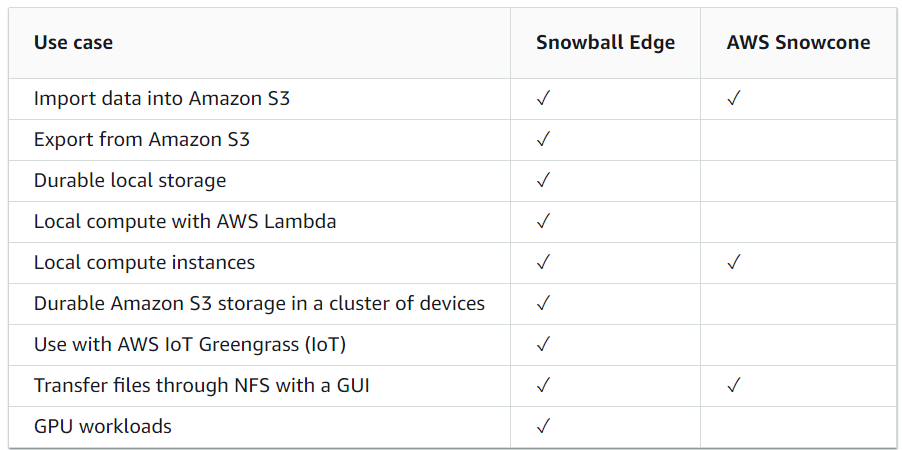 Use case Snowball Edge AWS Snowcone
Import data into Amazon S3 ✓ ✓
Export from Amazon S3 ✓
Durable local storage ✓
Local compute with AWS Lambda ✓
Local compute instances ✓ ✓
Durable Amazon S3 storage in a cluster of devices ✓
Use with AWS IoT Greengrass (IoT) ✓
Transfer files through NFS with a GUI ✓ ✓
GPU workloads ✓